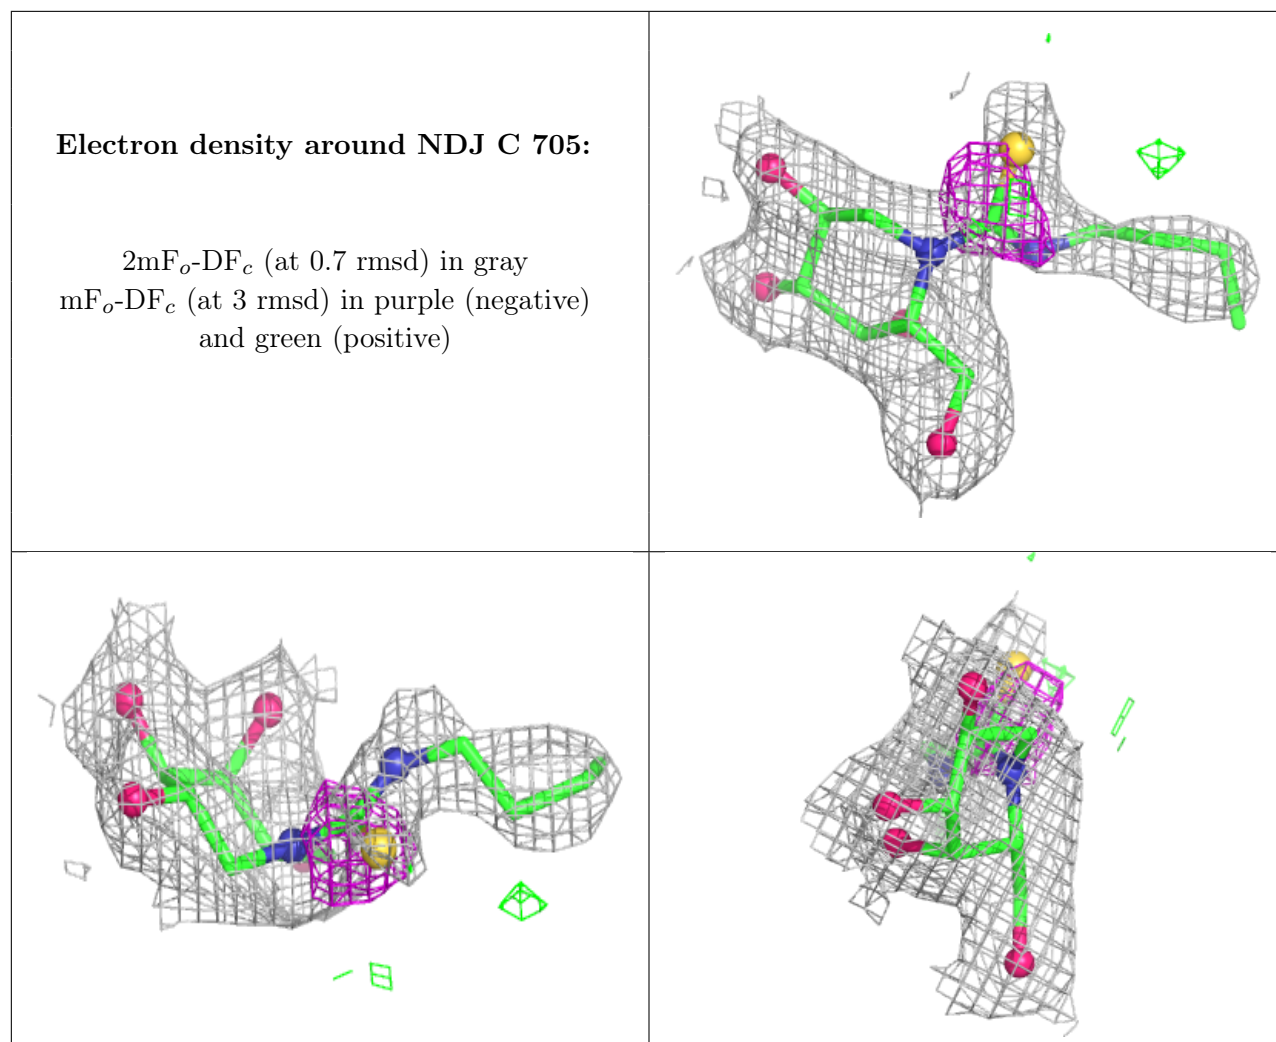 Electron density around NDJ C 705:
2mFo-DFc (at 0.7 rmsd) in gray
mFo-DFc (at 3 rmsd) in purple (negative)
and green (positive)